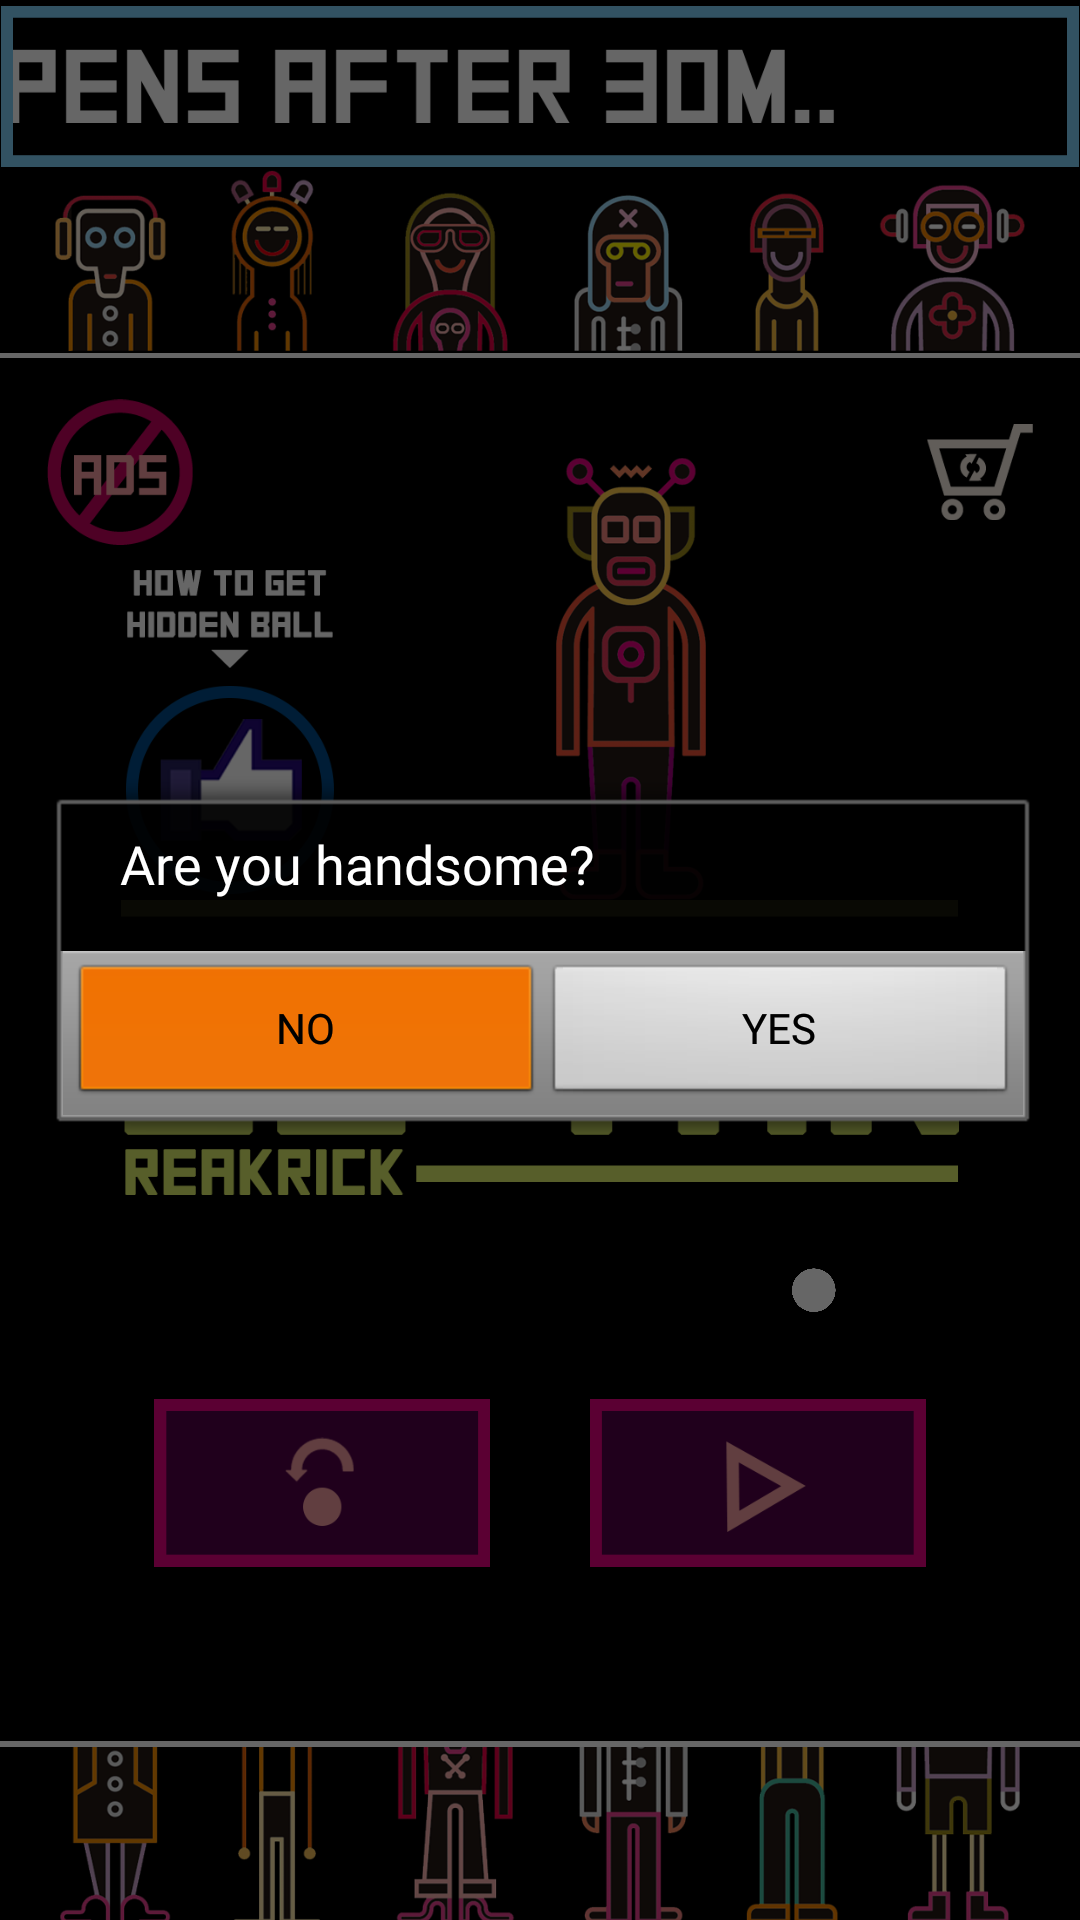 PENS AFTER 30M..
ADS
HOW TO GET
HIDDEN BALL
Are you handsome?
NO
YES
REAKRICK